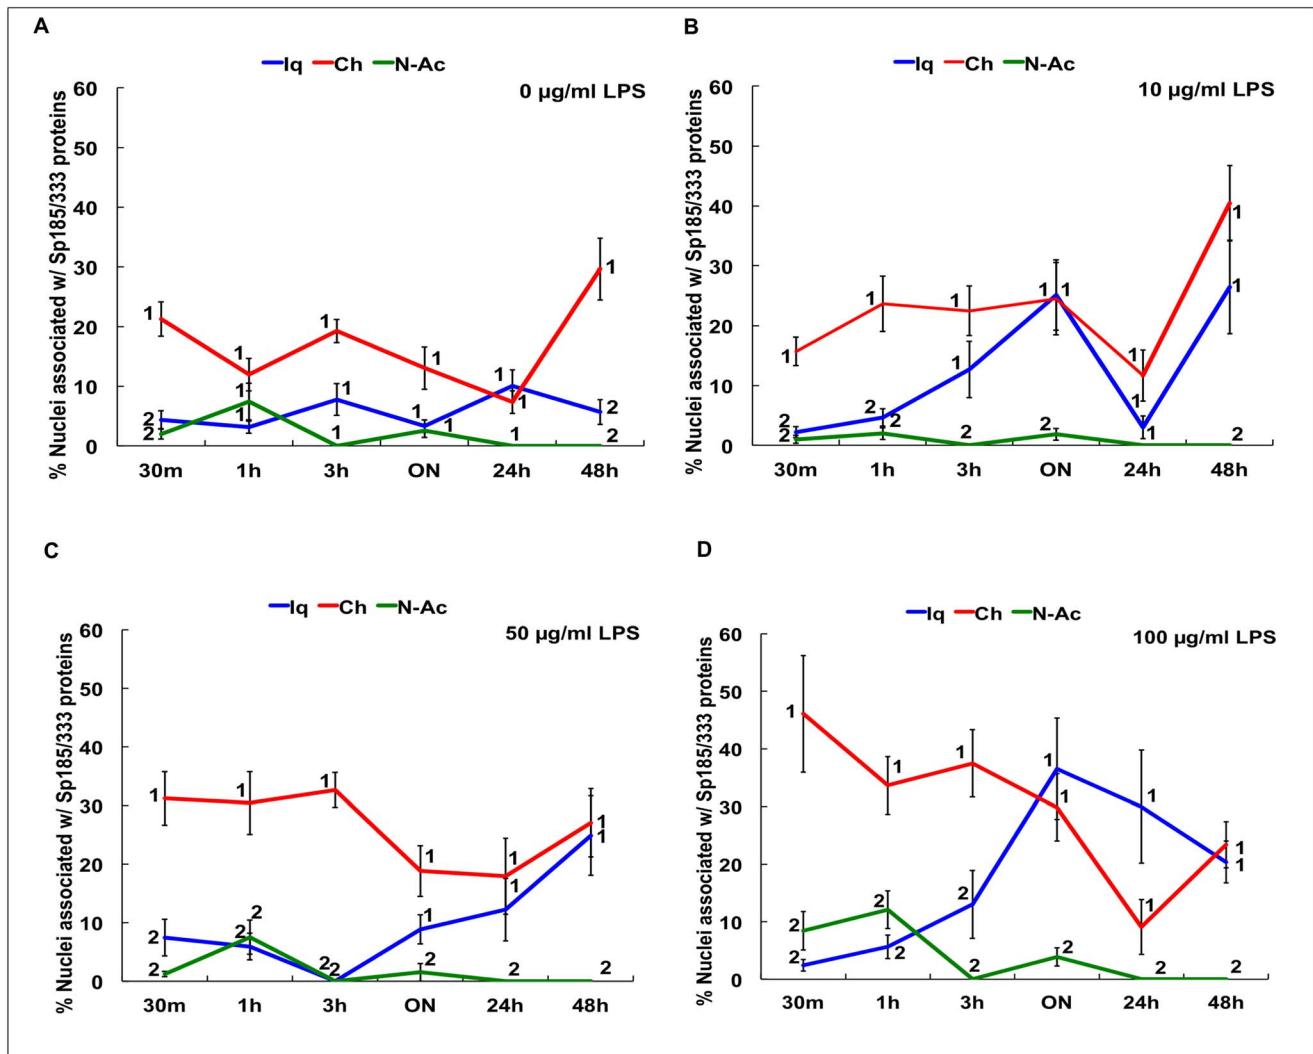 A
Iq Ch N-Ac
0 µg/ml LPS
% Nuclei associated w/ Sp185/333 proteins
60
50
40
30
20
10
0
1 1 1 1 1 1
2 1 1 1 1 2
2 1 1 1 1 2
30m 1h 3h ON 24h 48h
B
Iq Ch N-Ac
10 µg/ml LPS
% Nuclei associated w/ Sp185/333 proteins
60
50
40
30
20
10
0
1 1 1 1 1 1
2 2 1 1 1 1
2 2 2 2 2
30m 1h 3h ON 24h 48h
C
Iq Ch N-Ac
50 µg/ml LPS
% Nuclei associated w/ Sp185/333 proteins
60
50
40
30
20
10
0
1 1 1 1 1 1
2 2 2 1 1 1
2 2 2 2 2 2
30m 1h 3h ON 24h 48h
D
Iq Ch N-Ac
100 µg/ml LPS
% Nuclei associated w/ Sp185/333 proteins
60
50
40
30
20
10
0
1 1 1 1 1 1
2 2 2 1 1 1
2 2 2 2 2 2
30m 1h 3h ON 24h 48h